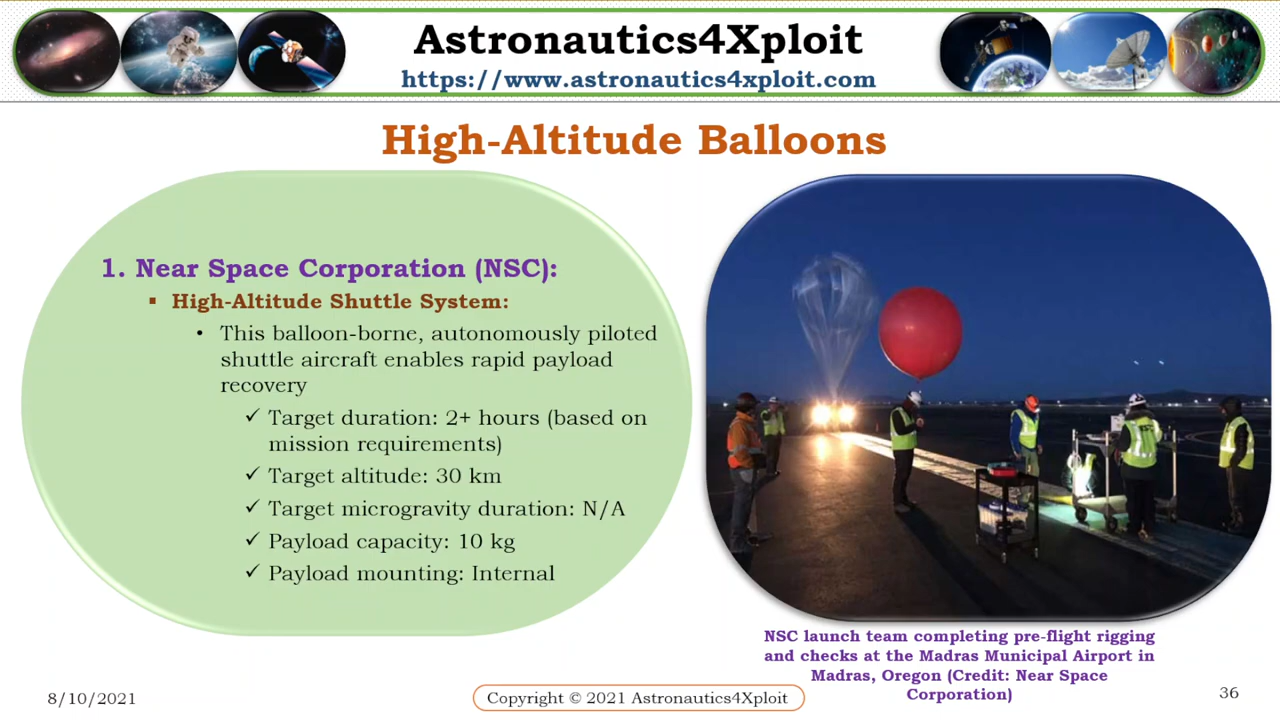 Astronautics4Xploit
https://www.astronautics4xploit.com
High-Altitude Balloons
1. Near Space Corporation (NSC):
▪ High-Altitude Shuttle System:
• This balloon-borne, autonomously piloted
shuttle aircraft enables rapid payload
recovery
✓ Target duration: 2+ hours (based on
mission requirements)
✓ Target altitude: 30 km
✓ Target microgravity duration: N/A
✓ Payload capacity: 10 kg
✓ Payload mounting: Internal
NSC launch team completing pre-flight rigging
and checks at the Madras Municipal Airport in
Madras, Oregon (Credit: Near Space
Corporation)
8/10/2021
Copyright © 2021 Astronautics4Xploit
36